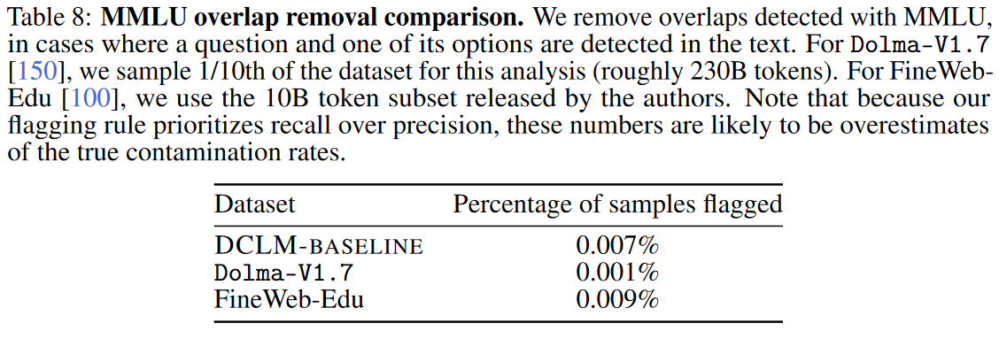 Table 8: MMLU overlap removal comparison. We remove overlaps detected with MMLU,
in cases where a question and one of its options are detected in the text. For Dolma-V1.7
[150], we sample 1/10th of the dataset for this analysis (roughly 230B tokens). For FineWeb-
Edu [100], we use the 10B token subset released by the authors. Note that because our
flagging rule prioritizes recall over precision, these numbers are likely to be overestimates
of the true contamination rates.
Dataset Percentage of samples flagged
DCLM-BASELINE 0.007%
Dolma-V1.7 0.001%
FineWeb-Edu 0.009%